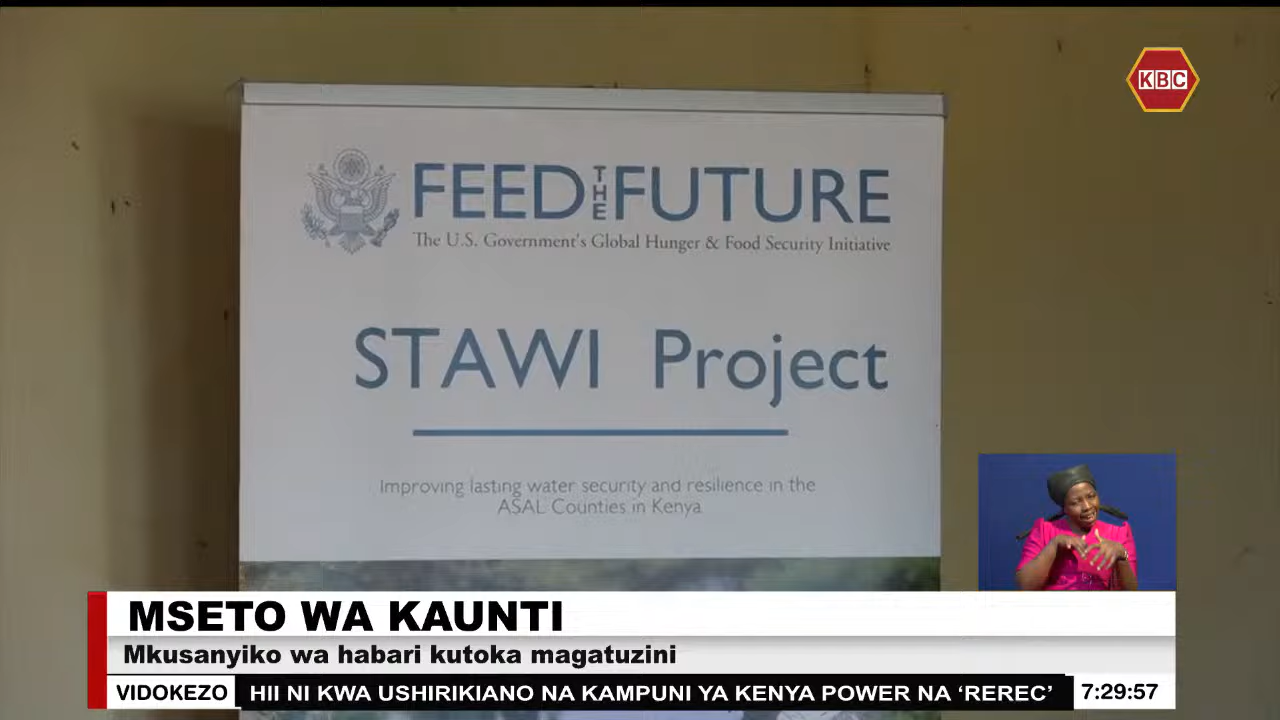 KBC
FEED THE FUTURE
The U.S. Government's Global Hunger & Food Security Initiative
STAWI Project
Improving lasting water security and resilience in the
ASAL Counties in Kenya
MSETO WA KAUNTI
Mkusanyiko wa habari kutoka magatuzini
VIDOKEZO HII NI KWA USHIRIKIANO NA KAMPUNI YA KENYA POWER NA ‘REREC’ 7:29:57